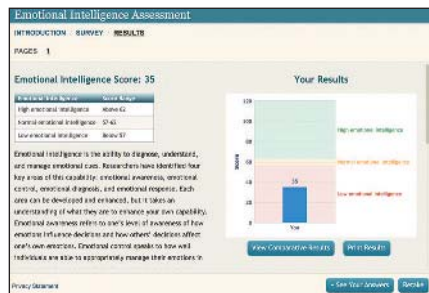 Emotional Intelligence Assessment
INTRODUCTION / SURVEY / RESULTS
PAGES 1
Emotional Intelligence Score: 35
Emotional Intelligence Score Range
High emotional intelligence Above 62
Normal emotional intelligence 57-62
Low emotional intelligence Below 57
Emotional intelligence is the ability to diagnose, understand,
and manage emotional cues. Researchers have identified four
key areas of this capability: emotional awareness, emotional
control, emotional diagnosis, and emotional response. Each
area can be developed and enhanced, but it takes an
understanding of what they are to enhance your own capability.
Emotional awareness refers to one's level of awareness of how
emotions influence decisions and how others' decisions affect
one's own emotions. Emotional control speaks to how well
individuals are able to appropriately manage their emotions in
Your Results
120
100
80
60
40
20
0
Score
35
You
High emotional intelligence
Normal emotional intelligence
Low emotional intelligence
View Comparative Results
Print Results
Privacy Statement
See Your Answers
Retake